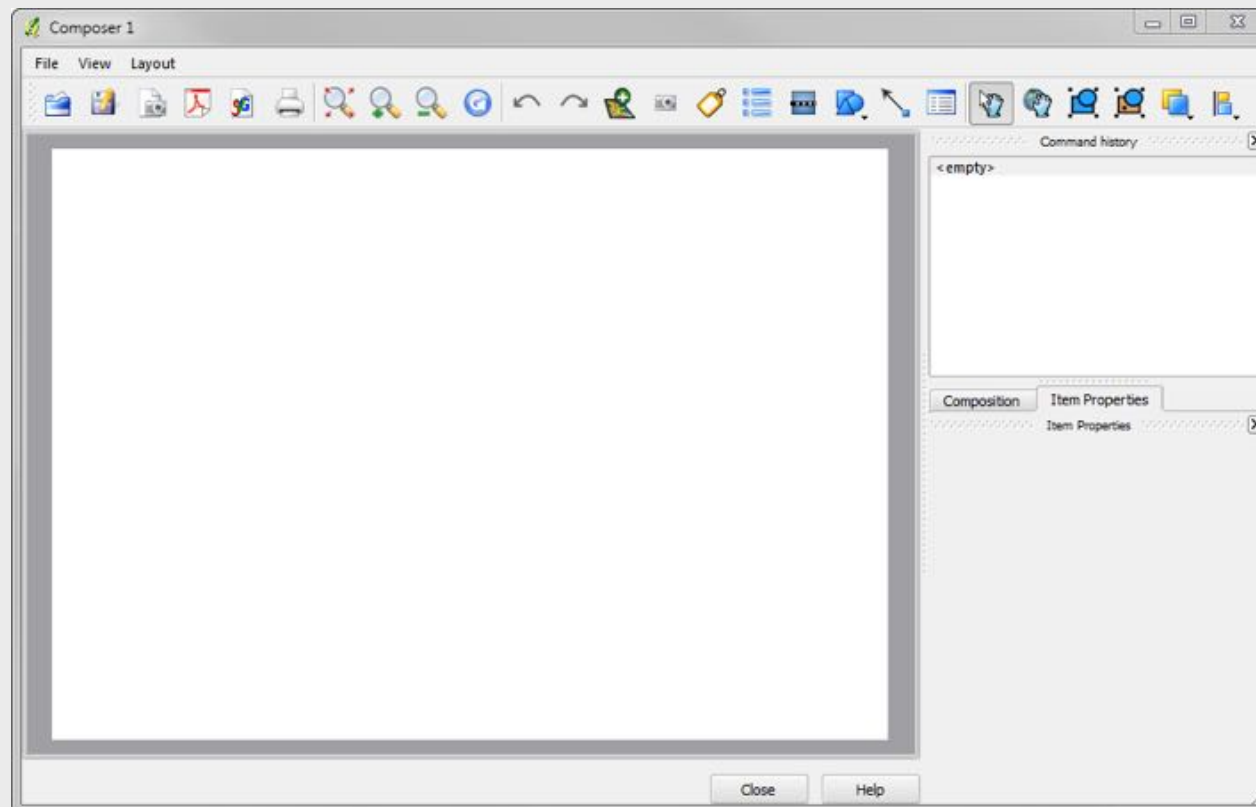 Composer 1
File View Layout
Command history
<empty>
Composition Item Properties
Item Properties
Close Help